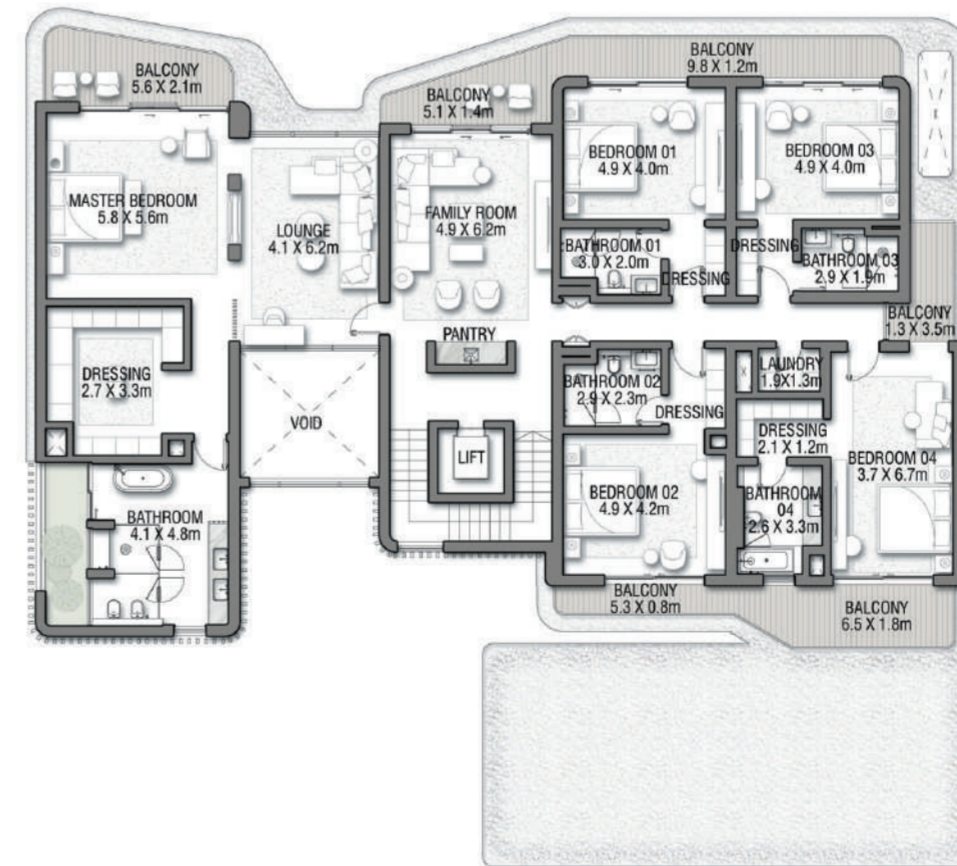 BALCONY
5.6 X 2.1m
BALCONY
5.1 X 1.4m
BALCONY
9.8 X 1.2m
MASTER BEDROOM
5.8 X 5.6m
LOUNGE
4.1 X 6.2m
FAMILY ROOM
4.9 X 6.2m
BEDROOM 01
4.9 X 4.0m
BEDROOM 03
4.9 X 4.0m
BATHROOM 01
3.0 X 2.0m
DRESSING
DRESSING
BATHROOM 03
2.9 X 1.9m
BALCONY
1.3 X 3.5m
PANTRY
DRESSING
2.7 X 3.3m
VOID
LIFT
BATHROOM 02
2.9 X 2.3m
DRESSING
LAUNDRY
1.9X1.3m
DRESSING
2.1 X 1.2m
BEDROOM 04
3.7 X 6.7m
BEDROOM 02
4.9 X 4.2m
BATHROOM
04
2.6 X 3.3m
BATHROOM
4.1 X 4.8m
BALCONY
5.3 X 0.8m
BALCONY
6.5 X 1.8m